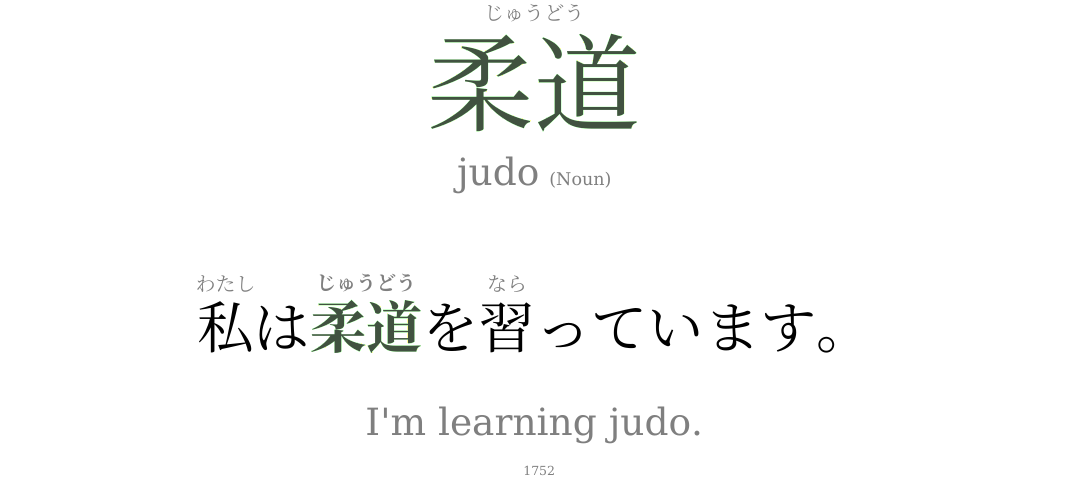 じゅうどう
柔道
judo (Noun)
わたし じゅうどう なら
私は柔道を習っています。
I'm learning judo.
1752